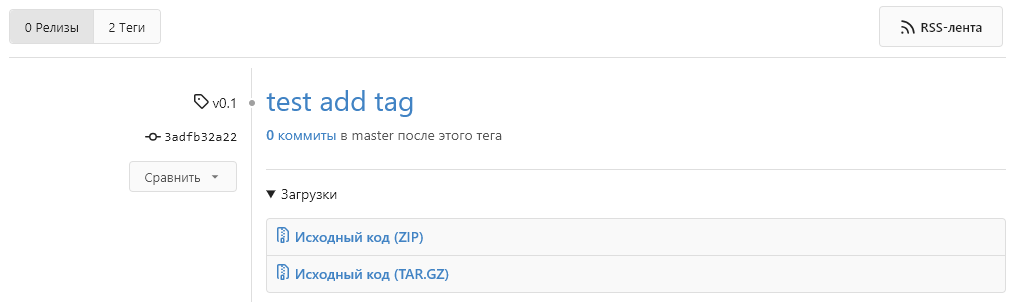 0 Релизы 2 Теги RSS-лента
v0.1 test add tag
3adfb32a22 0 коммиты в master после этого тега
Сравнить
Загрузки
Исходный код (ZIP)
Исходный код (TAR.GZ)